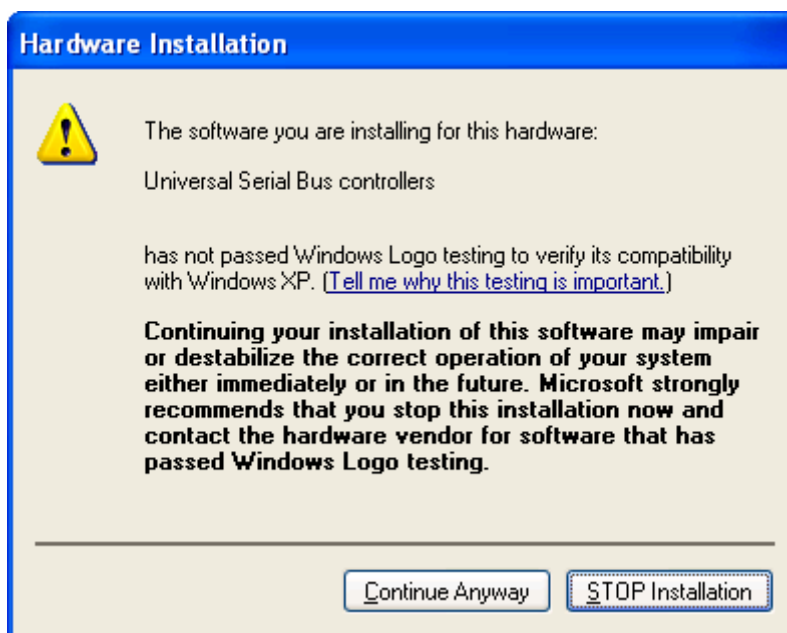 Hardware Installation
The software you are installing for this hardware:
Universal Serial Bus controllers
has not passed Windows Logo testing to verify its compatibility
with Windows XP. (Tell me why this testing is important.)
Continuing your installation of this software may impair
or destabilize the correct operation of your system
either immediately or in the future. Microsoft strongly
recommends that you stop this installation now and
contact the hardware vendor for software that has
passed Windows Logo testing.
Continue Anyway
STOP Installation